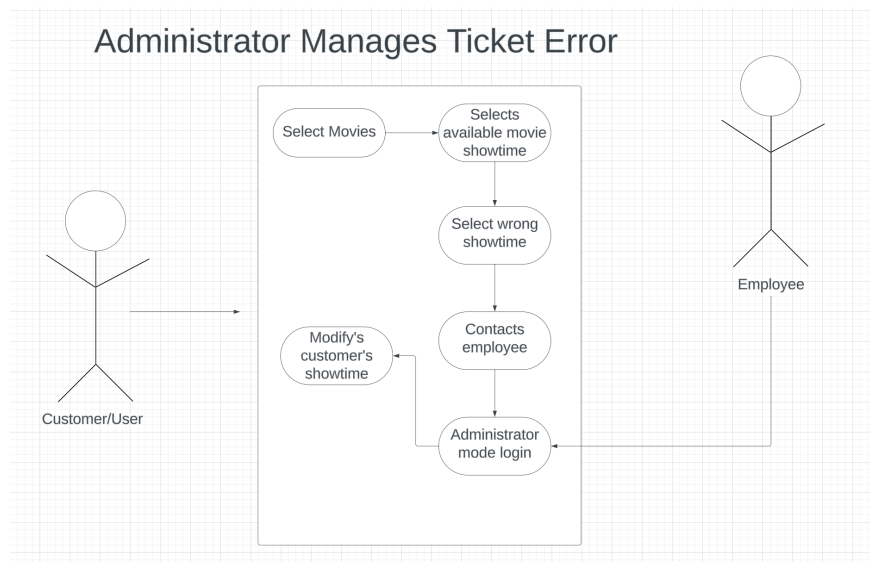 Administrator Manages Ticket Error
Select Movies
Selects
available movie
showtime
Select wrong
showtime
Employee
Contacts
employee
Modify's
customer's
showtime
Customer/User
Administrator
mode login